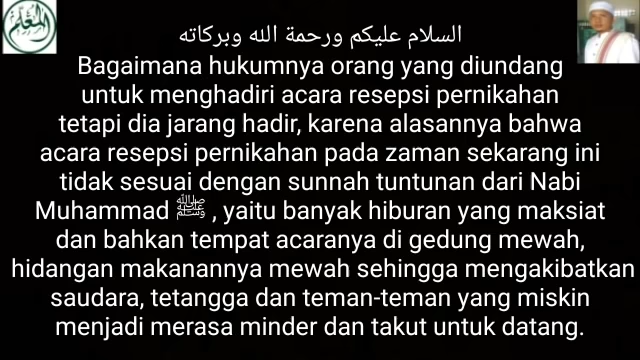 السلام عليكم ورحمة الله وبركاته
Bagaimana hukumnya orang yang diundang
untuk menghadiri acara resepsi pernikahan
tetapi dia jarang hadir, karena alasannya bahwa
acara resepsi pernikahan pada zaman sekarang ini
tidak sesuai dengan sunnah tuntunan dari Nabi
Muhammad ﷺ , yaitu banyak hiburan yang maksiat
dan bahkan tempat acaranya di gedung mewah,
hidangan makanannya mewah sehingga mengakibatkan
saudara, tetangga dan teman-teman yang miskin
menjadi merasa minder dan takut untuk datang.